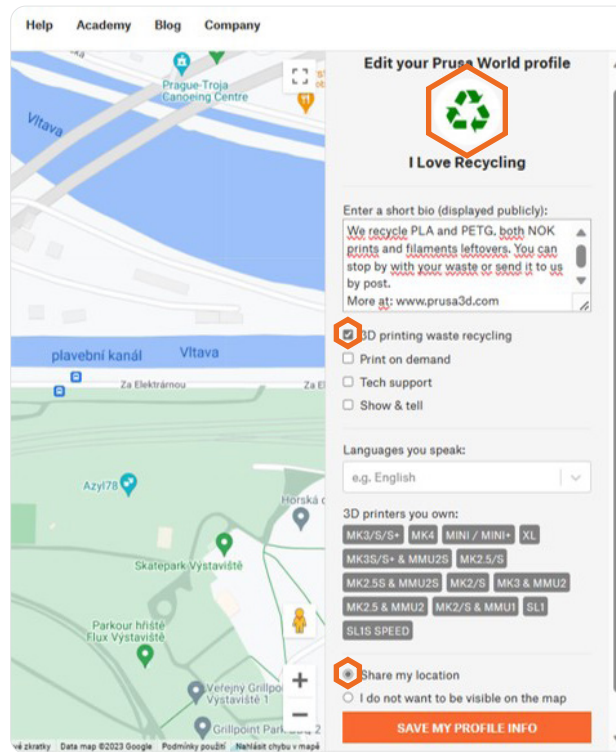 Help Academy Blog Company
Prague-Troja
Canoeing Centre
Vltava
plavební kanál Vltava
Za Elektrárnou
Za El
Azyl78
Horská
Skatepark Výstaviště
Parkour hřiště
Flux Výstaviště
Veřejný Grillpo
Výstaviště 1
Grillpoint Park
2
vé zkratky Data map ©2023 Google Podmínky použití Nahlásit chybu v mapě
Edit your Prusa World profile
I Love Recycling
Enter a short bio (displayed publicly):
We recycle PLA and PETG, both NOK
prints and filaments leftovers. You can
stop by with your waste or send it to us
by post.
More at: www.prusa3d.com
3D printing waste recycling
Print on demand
Tech support
Show & tell
Languages you speak:
e.g. English
3D printers you own:
MK3/S/S+ MK4 MINI / MINI+ XL
MK3S/S+ & MMU2S MK2.5/S
MK2.5S & MMU2S MK2/S MK3 & MMU2
MK2.5 & MMU2 MK2/S & MMU1 SL1
SL1S SPEED
Share my location
I do not want to be visible on the map
SAVE MY PROFILE INFO